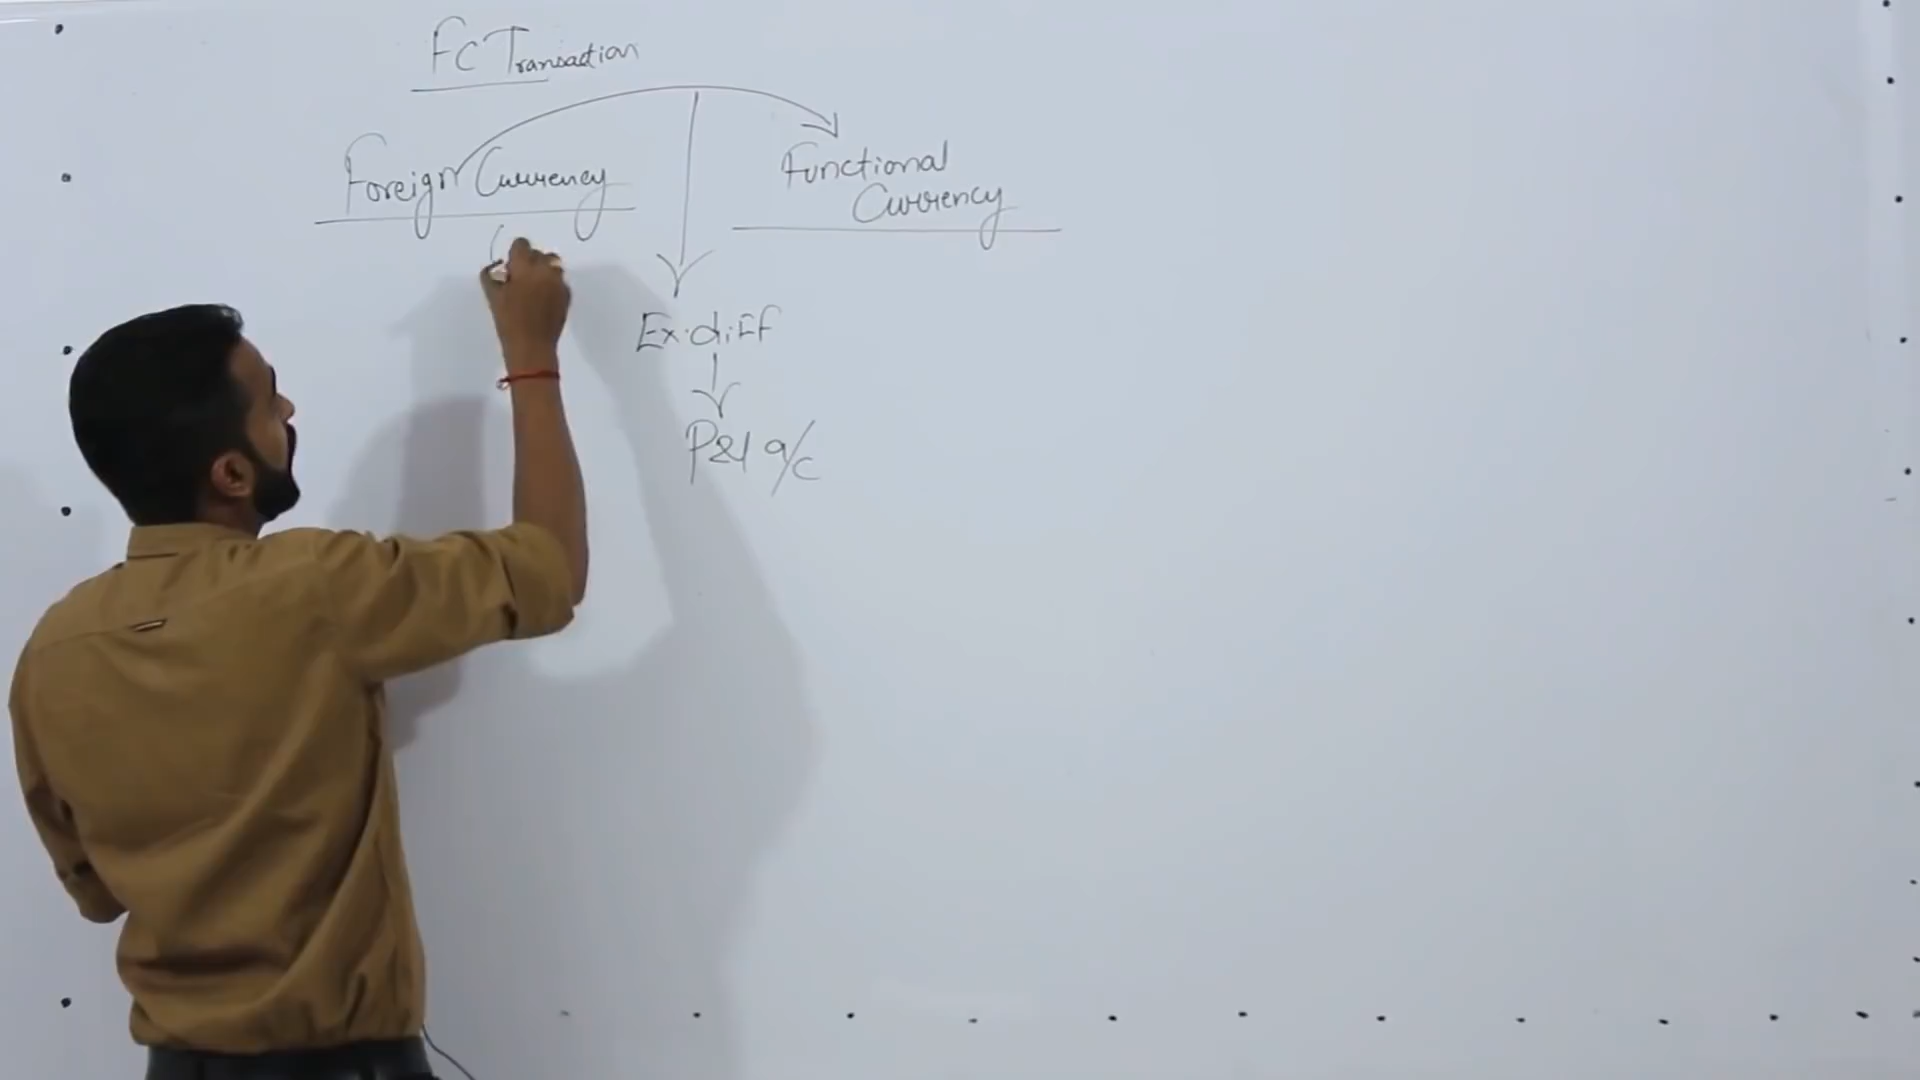 FC Transaction
Foreign Currency
Functional
Currency
Ex. diff
P&l a/c